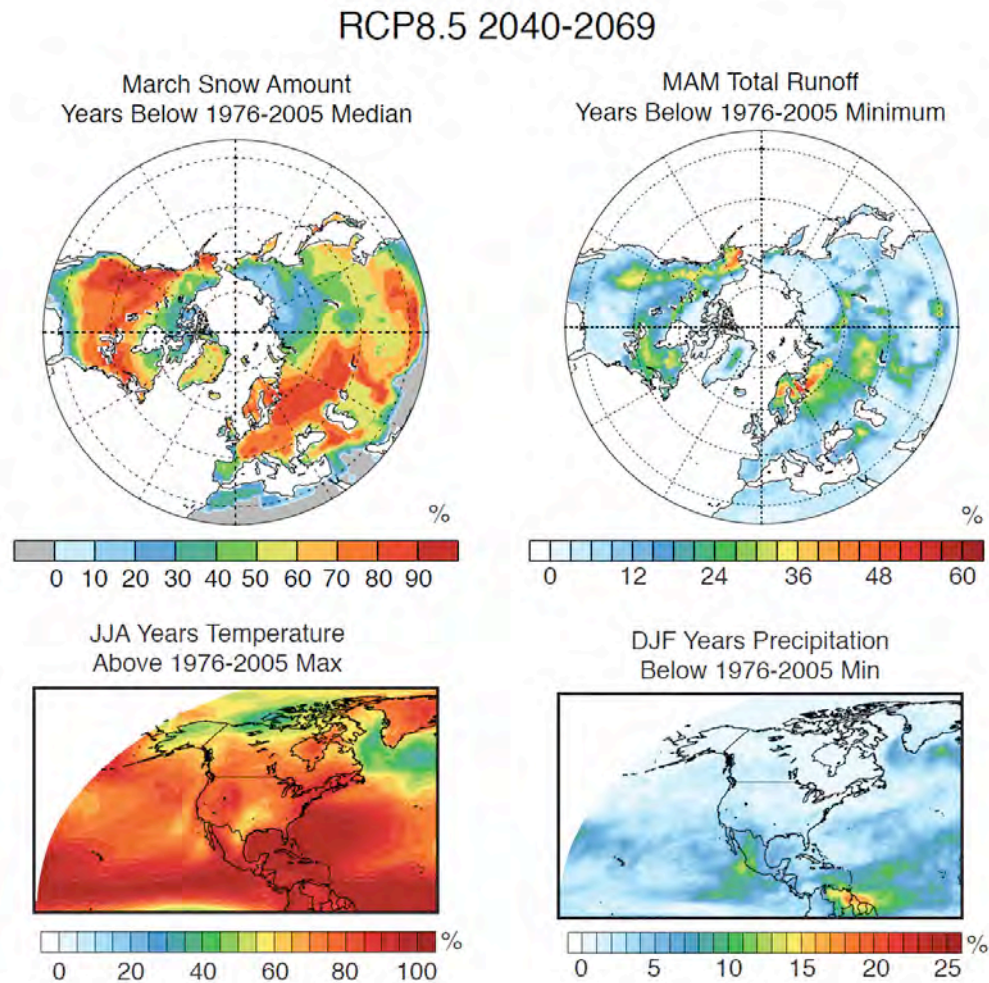 RCP8.5 2040-2069
March Snow Amount
Years Below 1976-2005 Median
MAM Total Runoff
Years Below 1976-2005 Minimum
%
%
0 10 20 30 40 50 60 70 80 90
0 12 24 36 48 60
JJA Years Temperature
Above 1976-2005 Max
DJF Years Precipitation
Below 1976-2005 Min
%
0 20 40 60 80 100
%
0 5 10 15 20 25